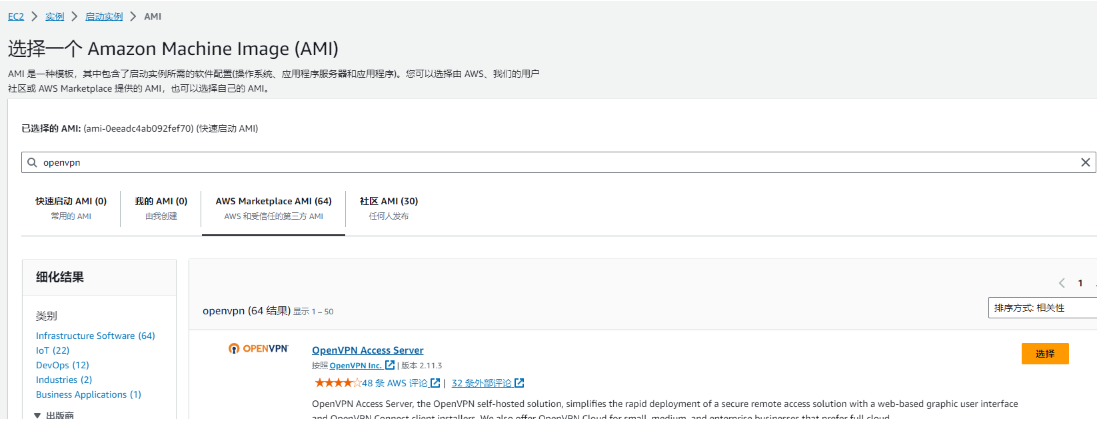 EC2 > 实例 > 启动实例 > AMI
选择一个 Amazon Machine Image (AMI)
AMI 是一种模板，其中包含了启动实例所需的软件配置(操作系统、应用程序服务器和应用程序)。您可以选择由 AWS、我们的用户
社区或 AWS Marketplace 提供的 AMI，也可以选择自己的 AMI。
已选择的 AMI: (ami-0eeadc4ab092fef70) (快速启动 AMI)
openvpn
快速启动 AMI (0) 我的 AMI (0) AWS Marketplace AMI (64) 社区 AMI (30)
常用的 AMI 由我创建 AWS 和受信任的第三方 AMI 任何人发布
细化结果
1
openvpn (64 结果) 显示 1 – 50
排序方式: 相关性
类别
Infrastructure Software (64)
IoT (22)
DevOps (12)
Industries (2)
Business Applications (1)
出版商
OPENVPN
OpenVPN Access Server
选择
按照 OpenVPN Inc. | 版本 2.11.3
48 条 AWS 评论 | 32 条外部评论
OpenVPN Access Server, the OpenVPN self-hosted solution, simplifies the rapid deployment of a secure remote access solution with a web-based graphic user interface
and OpenVPN Connect client installers. We also offer OpenVPN Cloud for small, medium, and enterprise businesses that prefer full cloud